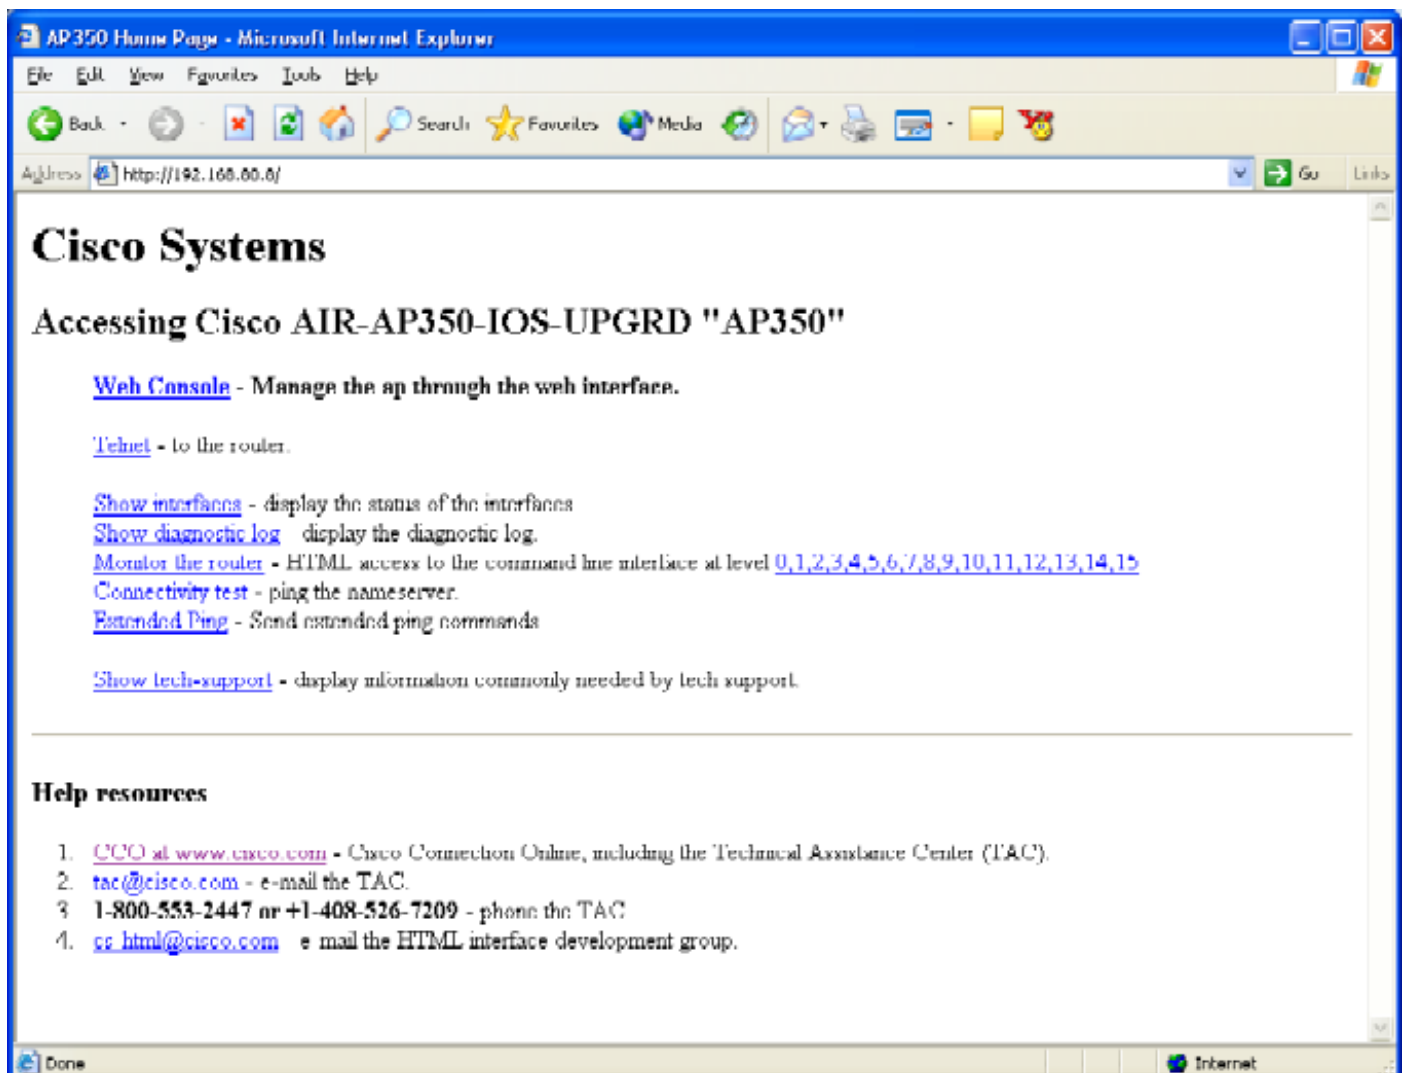 AP350 Home Page - Microsoft Internet Explorer
File Edit View Favorites Tools Help
Back Search Favorites Media
Address http://192.168.80.8/ Go Links
Cisco Systems
Accessing Cisco AIR-AP350-IOS-UPGRD "AP350"
Web Console - Manage the ap through the web interface.
Telnet - to the router.
Show interfaces - display the status of the interfaces
Show diagnostic log display the diagnostic log.
Monitor the router - HTML access to the command line interface at level 0,1,2,3,4,5,6,7,8,9,10,11,12,13,14,15
Connectivity test - ping the nameserver.
Extended Ping - Send extended ping commands
Show tech-support - display information commonly needed by tech support.
Help resources
1. CCO at www.cisco.com - Cisco Connection Online, including the Technical Assistance Center (TAC).
2. tac@cisco.com - e-mail the TAC.
3 1-800-553-2447 or +1-408-526-7209 - phone the TAC
4. cs html@cisco.com e mail the HTML interface development group.
Done Internet